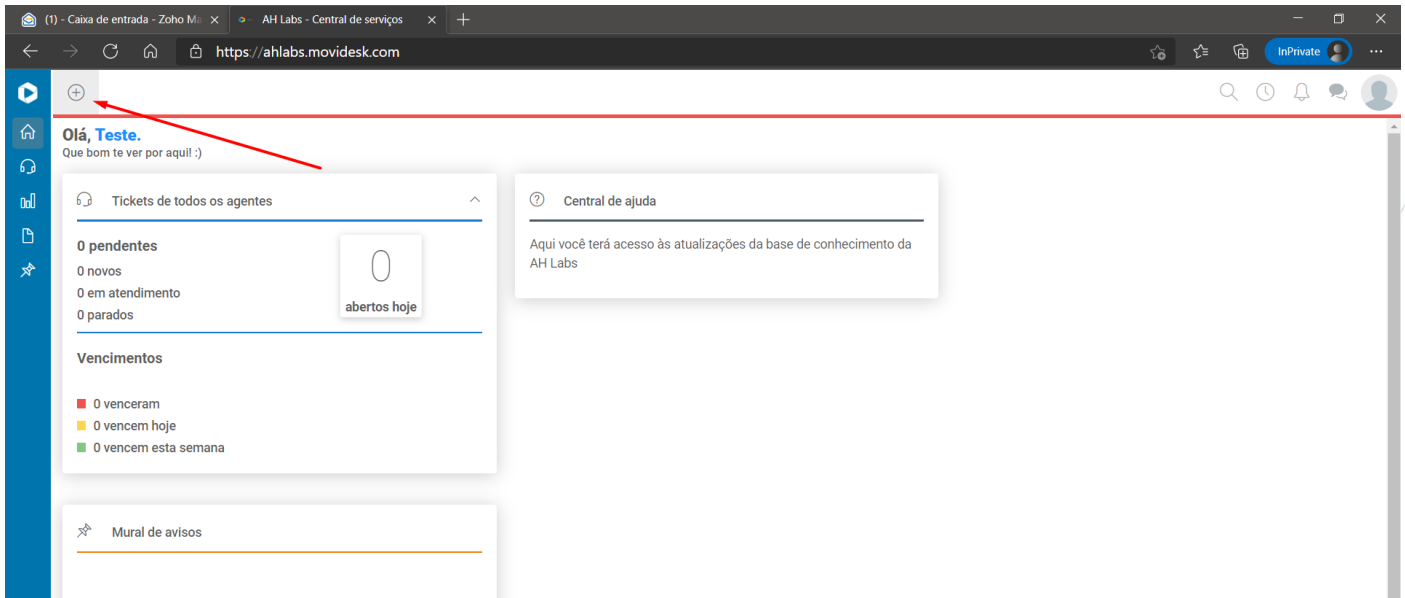 (1) - Caixa de entrada - Zoho Ma
AH Labs - Central de serviços
https://ahlabs.movidesk.com
InPrivate
Olá, Teste.
Que bom te ver por aqui! :)
Tickets de todos os agentes
0 pendentes
0 novos
0 em atendimento
0 parados
0
abertos hoje
Vencimentos
0 venceram
0 vencem hoje
0 vencem esta semana
Mural de avisos
Central de ajuda
Aqui você terá acesso às atualizações da base de conhecimento da
AH Labs